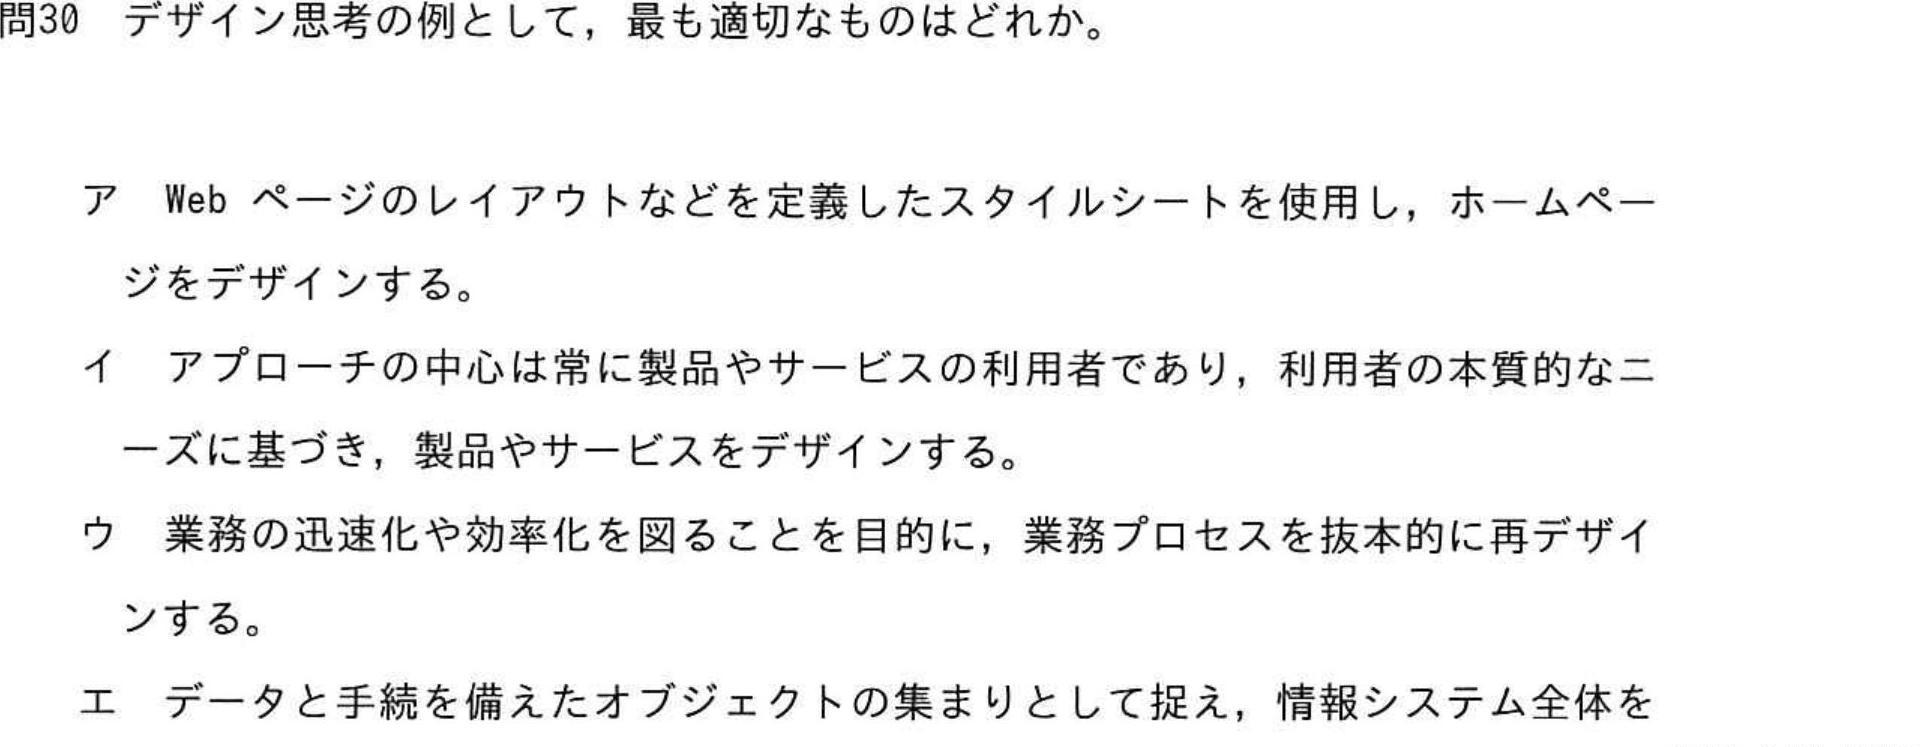 問30　デザイン思考の例として，最も適切なものはどれか。
ア　Web ページのレイアウトなどを定義したスタイルシートを使用し，ホームペー
ジをデザインする。
イ　アプローチの中心は常に製品やサービスの利用者であり，利用者の本質的なニ
ーズに基づき，製品やサービスをデザインする。
ウ　業務の迅速化や効率化を図ることを目的に，業務プロセスを抜本的に再デザイ
ンする。
エ　データと手続を備えたオブジェクトの集まりとして捉え，情報システム全体を